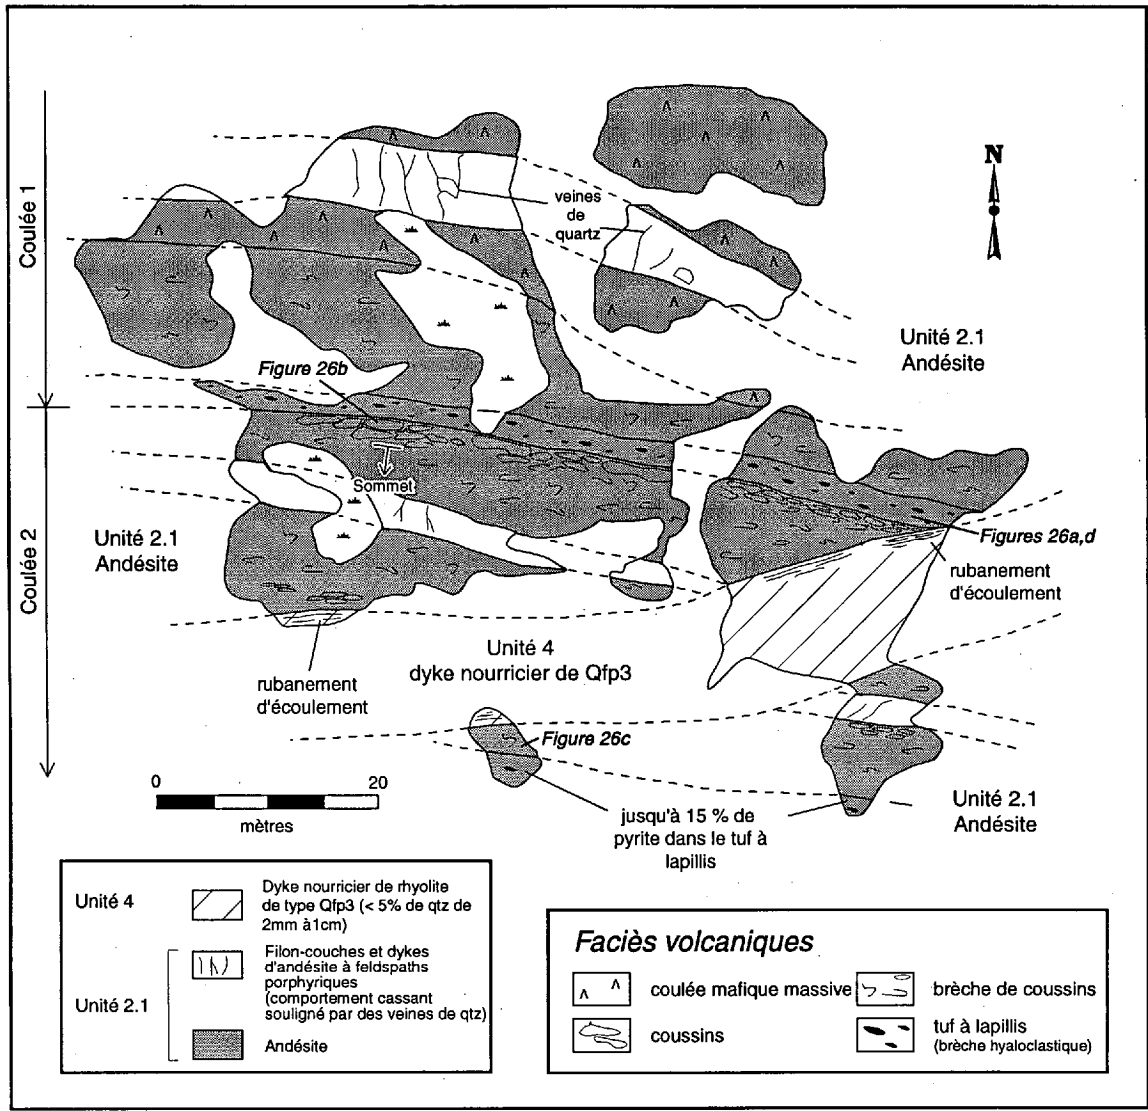 Coulée 1
N
veines
de
quartz
Unité 2.1
Andésite
Figure 26b
Sommet
Coulée 2
Unité 2.1
Andésite
Figures 26a,d
rubanement
d'écoulement
Unité 4
dyke nourricier de Qfp3
rubanement
d'écoulement
Figure 26c
0 20
mètres
jusqu'à 15 % de
pyrite dans le tuf à
lapillis
Unité 2.1
Andésite
Unité 4
Dyke nourricier de rhyolite
de type Qfp3 (< 5% de qtz de
2mm à1cm)
Unité 2.1
Filon-couches et dykes
d'andésite à feldspaths
porphyriques
(comportement cassant
souligné par des veines de qtz)
Andésite
Faciès volcaniques
coulée mafique massive
brèche de coussins
coussins
tuf à lapillis
(brèche hyaloclastique)